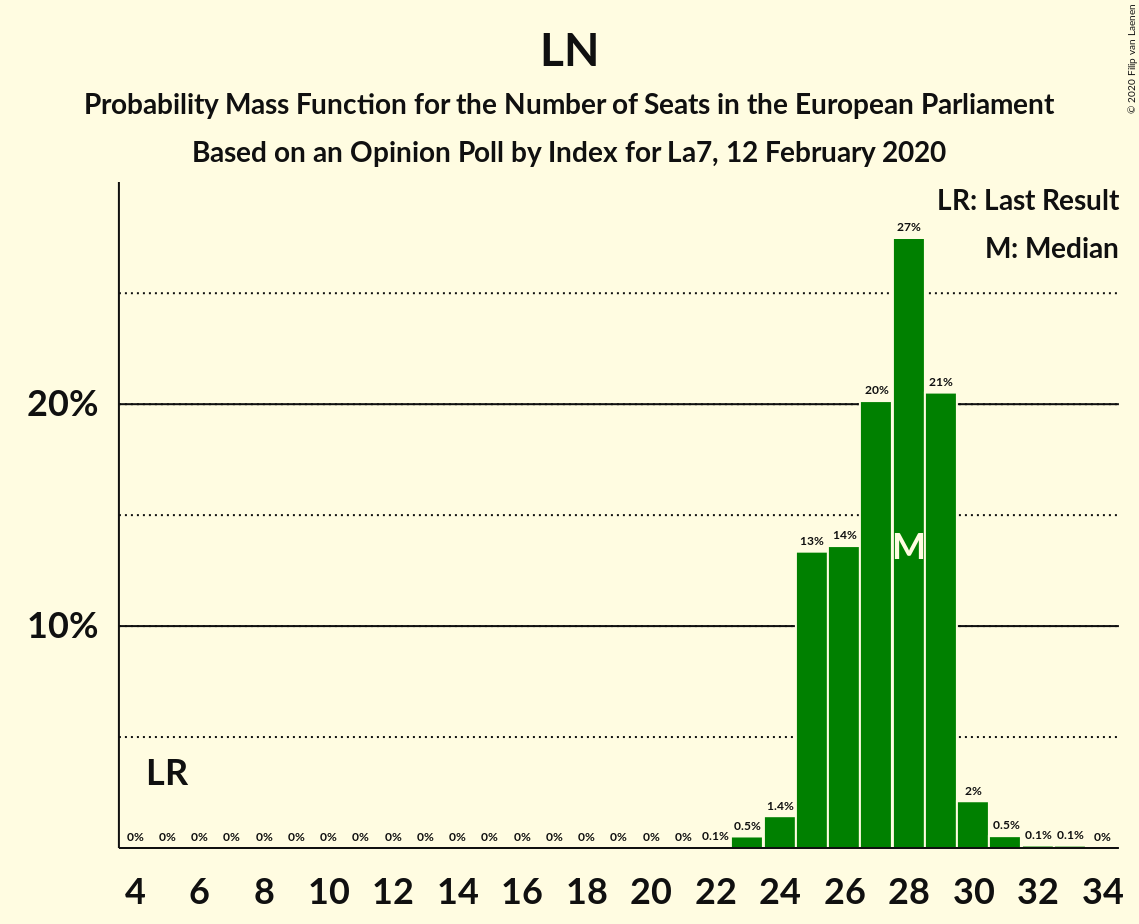 LN
Probability Mass Function for the Number of Seats in the European Parliament
Based on an Opinion Poll by Index for La7, 12 February 2020
© 2020 Filip van Laenen
LR: Last Result
M: Median
27%
20%
20%
21%
13%
14%
M
10%
LR
0% 0% 0% 0% 0% 0% 0% 0% 0% 0% 0% 0% 0% 0% 0% 0% 0% 0% 0.1% 0.5% 1.4% 2% 0.5% 0.1% 0.1% 0%
4 6 8 10 12 14 16 18 20 22 24 26 28 30 32 34